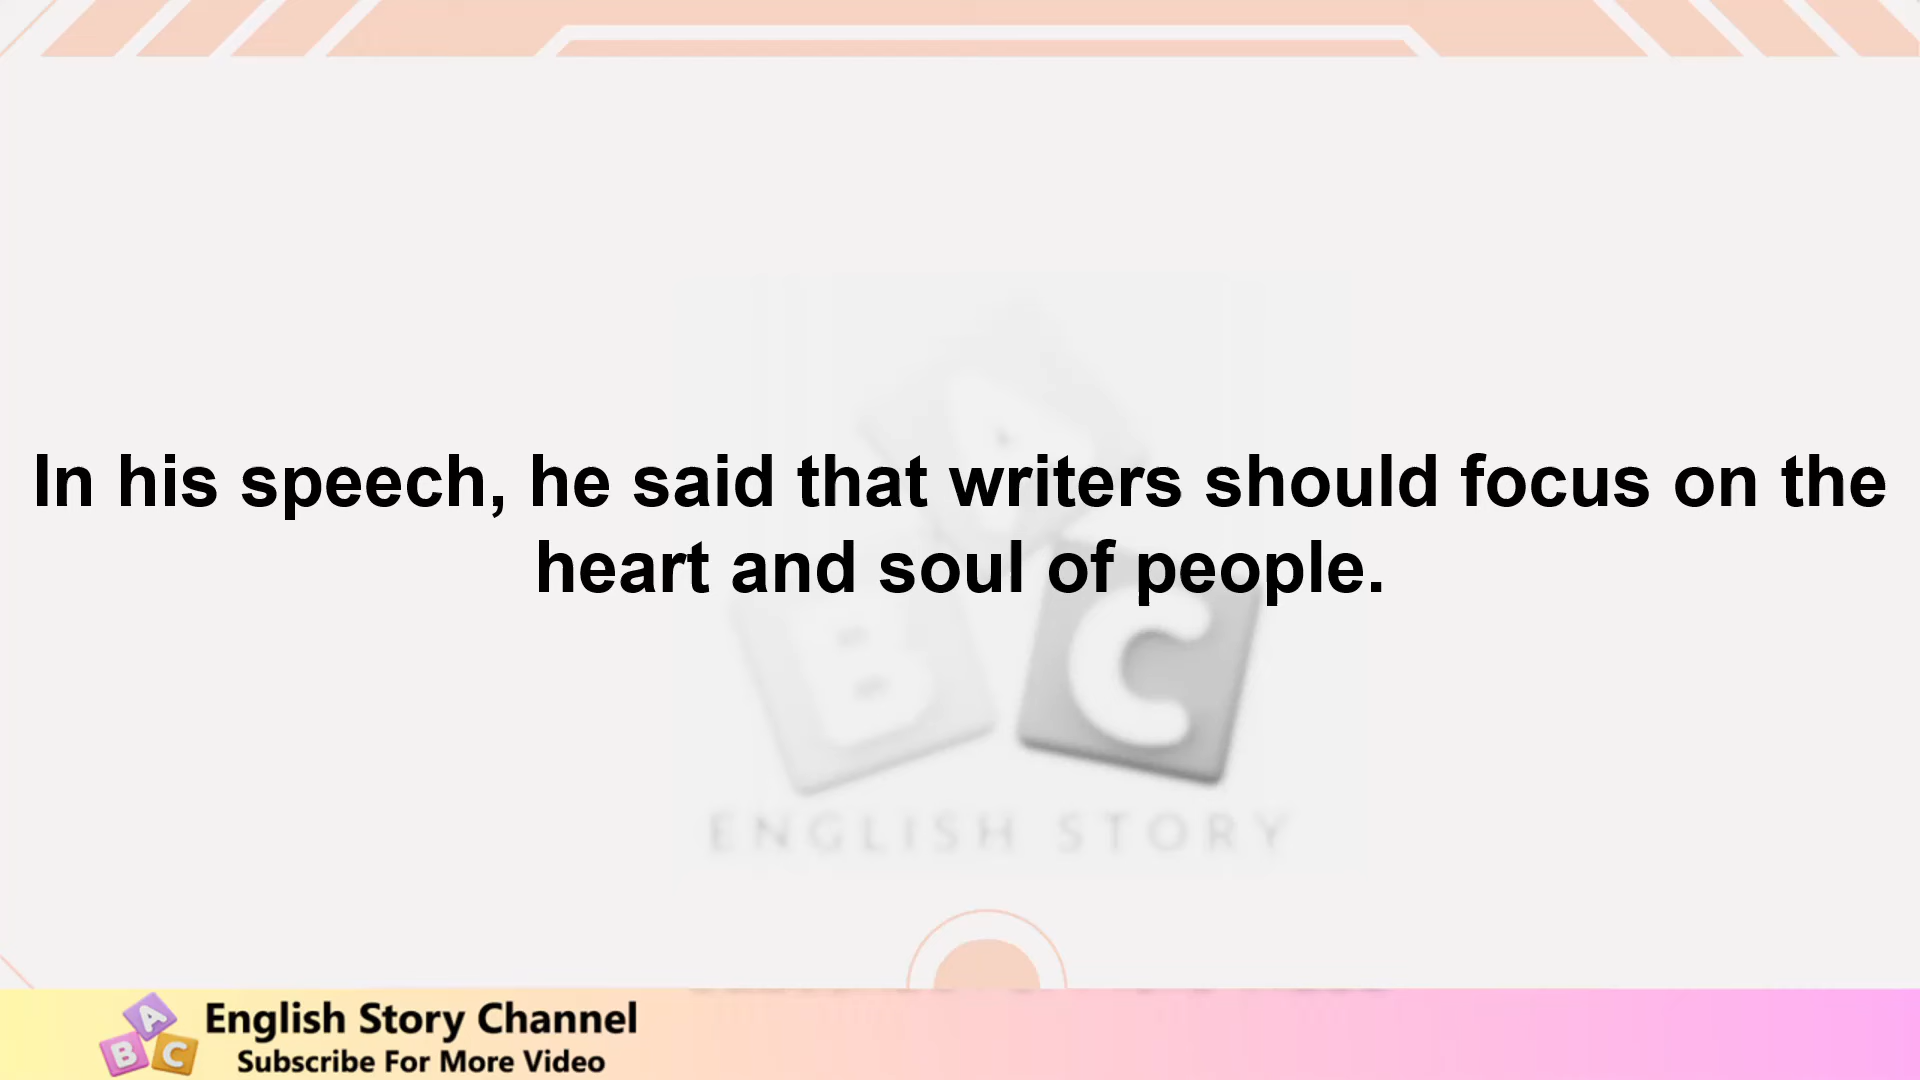 In his speech, he said that writers should focus on the
heart and soul of people.
A
B
C
ENGLISH STORY
A
B
C
English Story Channel
Subscribe For More Video